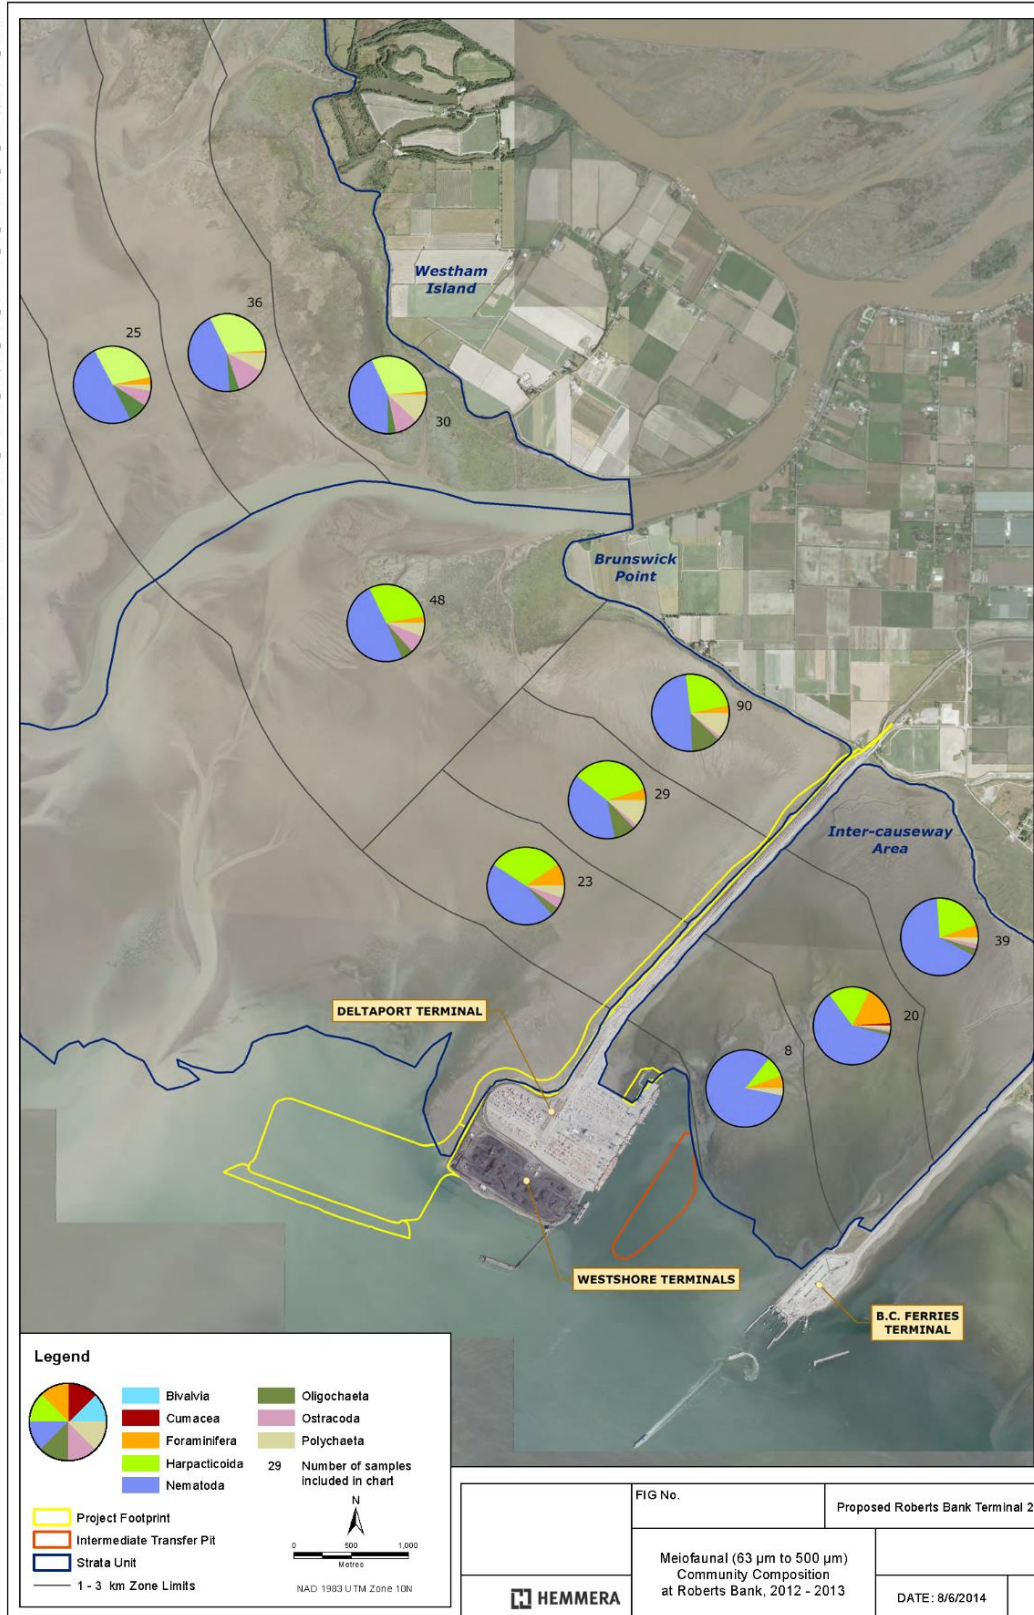 Westham
Island
36
25
30
Brunswick
Point
48
90
29
Inter-causeway
Area
23
39
DELTAPORT TERMINAL
20
8
WESTSHORE TERMINALS
B.C. FERRIES
TERMINAL
Legend
Bivalvia
Cumacea
Foraminifera
Harpacticoida
Nematoda
Oligochaeta
Ostracoda
Polychaeta
29 Number of samples
included in chart
Project Footprint
Intermediate Transfer Pit
Strata Unit
1 - 3 km Zone Limits
N
0 500 1,000
Metres
NAD 1983 UTM Zone 10N
FIG No.
Proposed Roberts Bank Terminal 2
Meiofaunal (63 µm to 500 µm)
Community Composition
at Roberts Bank, 2012 - 2013
HEMMERA
DATE: 8/6/2014